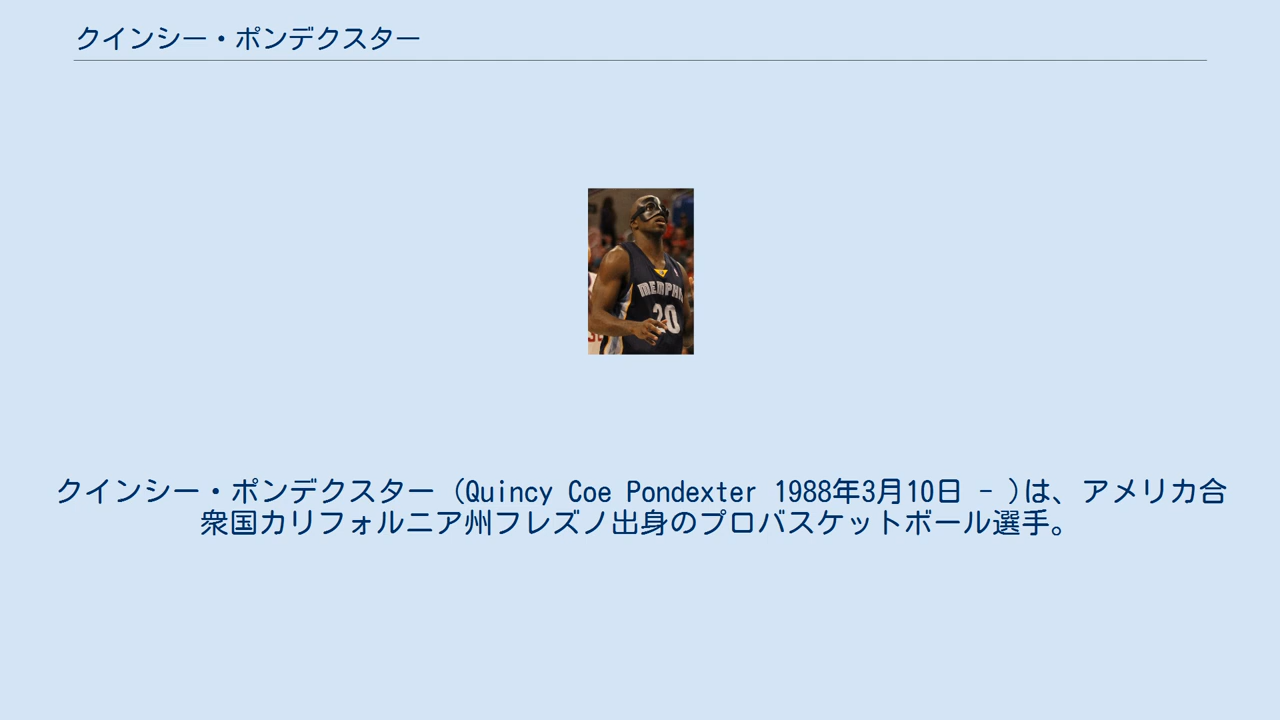 クインシー・ポンデクスター
MEMPHI
20
クインシー・ポンデクスター (Quincy Coe Pondexter 1988年3月10日 - )は、アメリカ合
衆国カリフォルニア州フレズノ出身のプロバスケットボール選手。